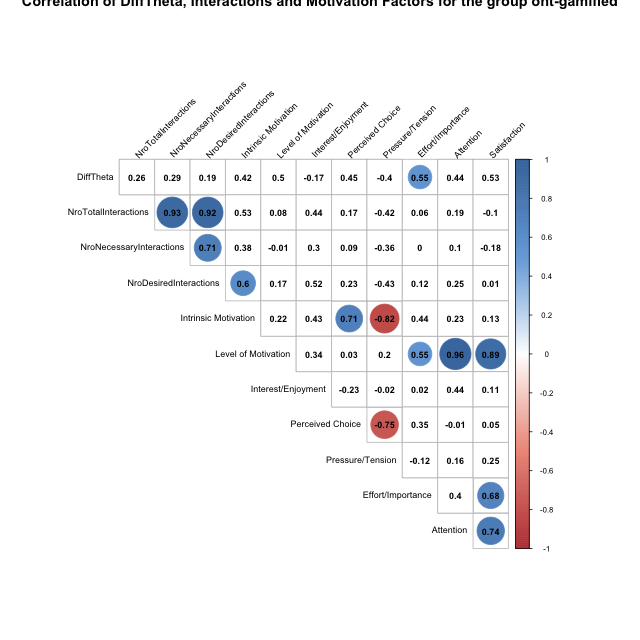 Correlation of DiffTheta, Interactions and Motivation Factors for the group ont-gamified
NroTotalInteractions
NroNecessaryInteractions
NroDesiredInteractions
Intrinsic Motivation
Level of Motivation
Interest/Enjoyment
Perceived Choice
Pressure/Tension
Effort/Importance
Attention
Satisfaction
DiffTheta 0.26 0.29 0.19 0.42 0.5 -0.17 0.45 -0.4 0.55 0.44 0.53
NroTotalInteractions 0.93 0.92 0.53 0.08 0.44 0.17 -0.42 0.06 0.19 -0.1
NroNecessaryInteractions 0.71 0.38 -0.01 0.3 0.09 -0.36 0 0.1 -0.18
NroDesiredInteractions 0.6 0.17 0.52 0.23 -0.43 0.12 0.25 0.01
Intrinsic Motivation 0.22 0.43 0.71 -0.82 0.44 0.23 0.13
Level of Motivation 0.34 0.03 0.2 0.55 0.96 0.89
Interest/Enjoyment -0.23 -0.02 0.02 0.44 0.11
Perceived Choice -0.75 0.35 -0.01 0.05
Pressure/Tension -0.12 0.16 0.25
Effort/Importance 0.4 0.68
Attention 0.74
1
0.8
0.6
0.4
0.2
0
-0.2
-0.4
-0.6
-0.8
-1